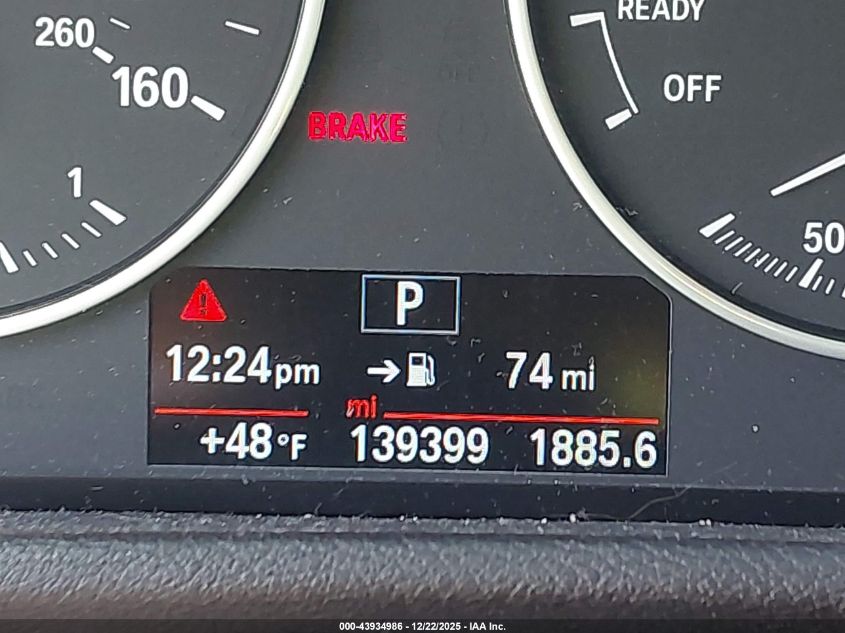 260
160
1
BRAKE
READY
OFF
50
P
12:24pm
74 mi
mi
+48°F
139399
1885.6
000-43934986 - 12/22/2025 - IAA Inc.